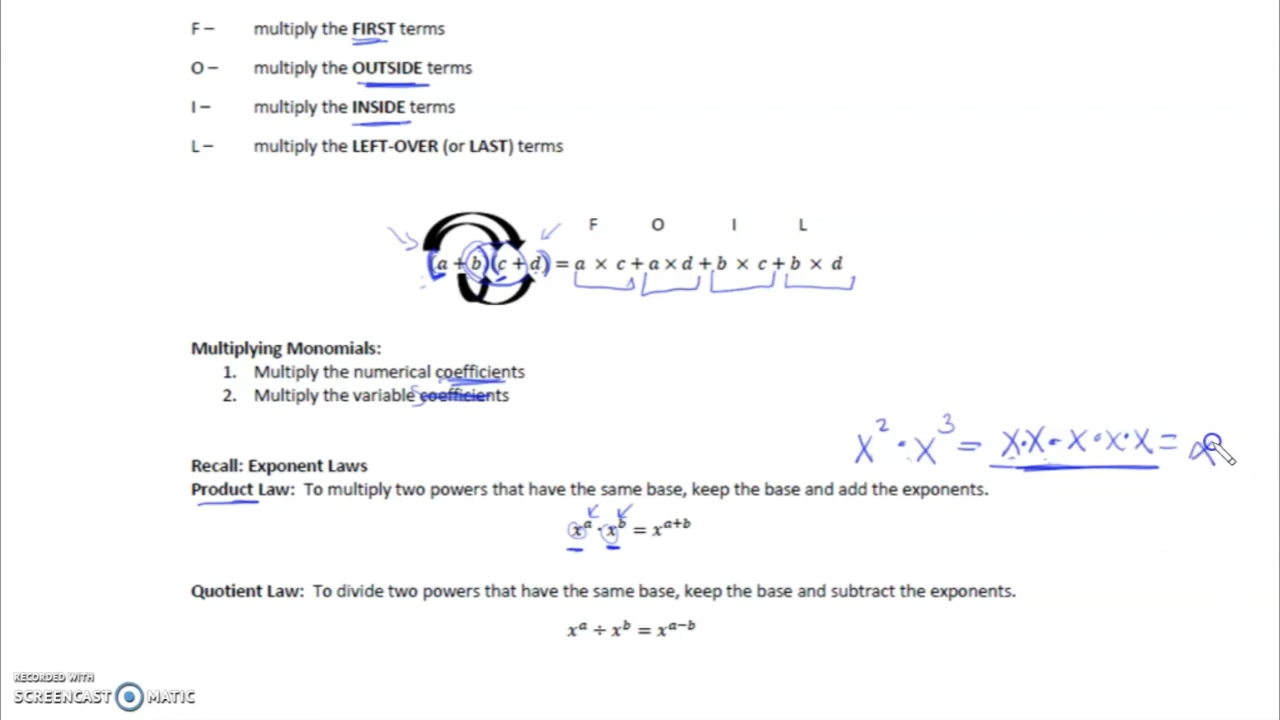 F – multiply the FIRST terms
O – multiply the OUTSIDE terms
I – multiply the INSIDE terms
L – multiply the LEFT-OVER (or LAST) terms
F O I L
(a + b)(c + d) = a × c + a × d + b × c + b × d
Multiplying Monomials:
1. Multiply the numerical coefficients
2. Multiply the variable coefficients
x² · x³ = x·x·x·x·x = x
Recall: Exponent Laws
Product Law: To multiply two powers that have the same base, keep the base and add the exponents.
xᵃ · xᵇ = xᵃ⁺ᵇ
Quotient Law: To divide two powers that have the same base, keep the base and subtract the exponents.
xᵃ ÷ xᵇ = xᵃ⁻ᵇ
RECORDED WITH
SCREENCAST MATIC